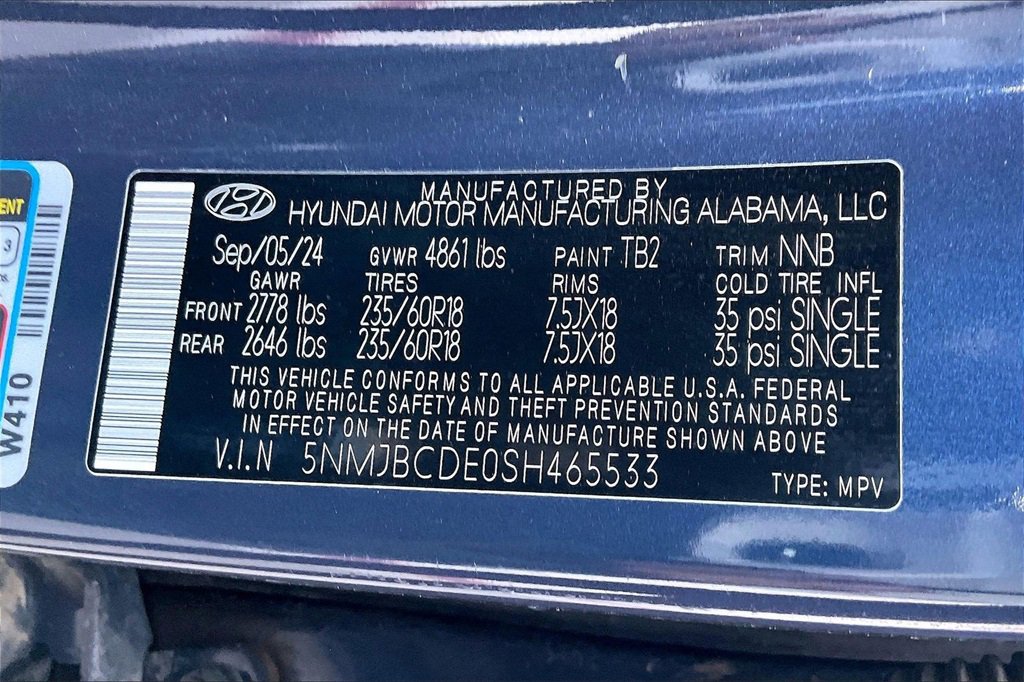 MANUFACTURED BY
HYUNDAI MOTOR MANUFACTURING ALABAMA, LLC
Sep/05/24 GVWR 4861 lbs PAINT TB2 TRIM NNB
GAWR TIRES RIMS COLD TIRE INFL
FRONT 2778 lbs 235/60R18 7.5JX18 35 psi SINGLE
REAR 2646 lbs 235/60R18 7.5JX18 35 psi SINGLE
THIS VEHICLE CONFORMS TO ALL APPLICABLE U.S.A. FEDERAL
MOTOR VEHICLE SAFETY AND THEFT PREVENTION STANDARDS
IN EFFECT ON THE DATE OF MANUFACTURE SHOWN ABOVE
V.I.N 5NMJBCDE0SH465533
TYPE: MPV
W410
3